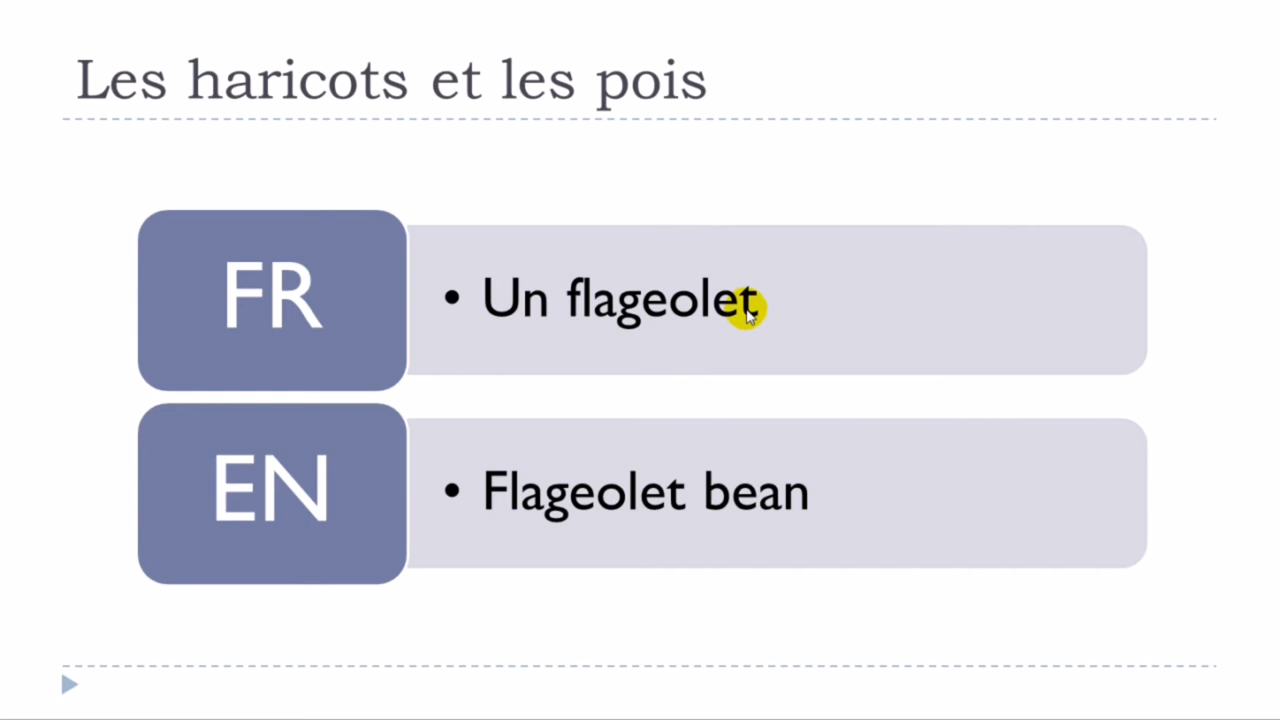 Les haricots et les pois
FR
• Un flageolet
EN
• Flageolet bean